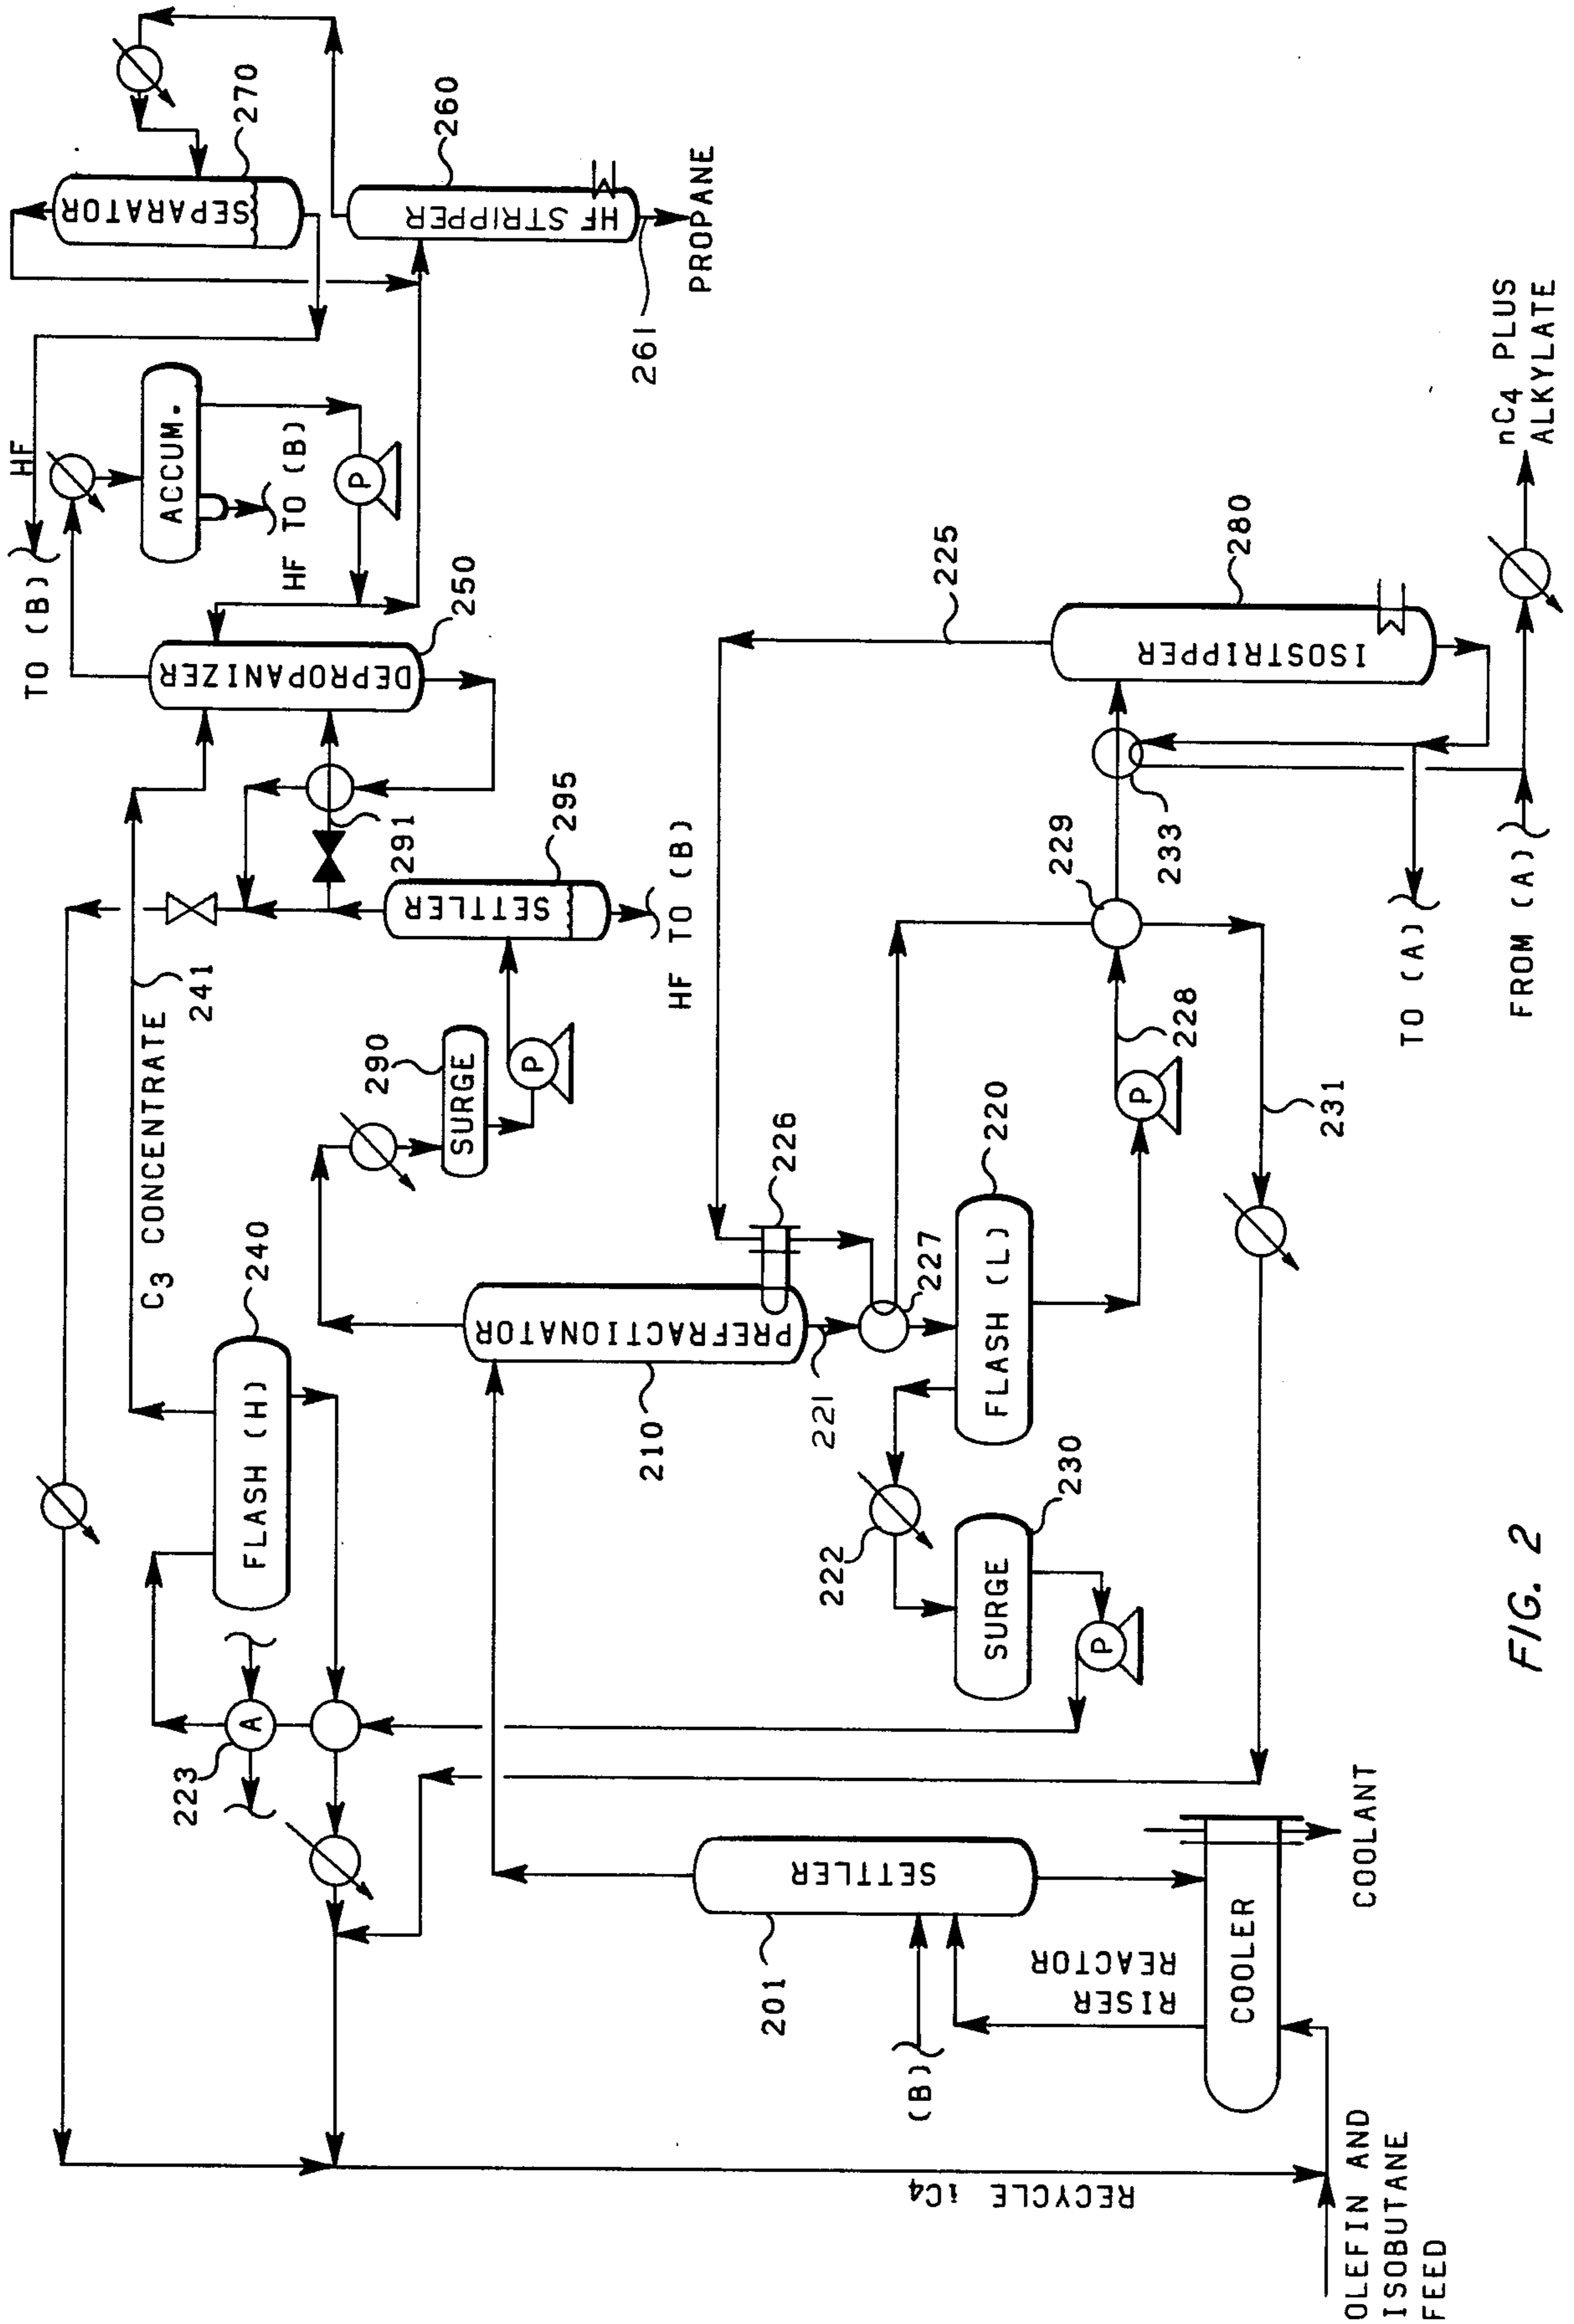 270
SEPARATOR
260
HF STRIPPER
PROPANE
261
HF
TO (B)
ACCUM.
HF TO (B)
P
250
DEPROPANIZER
291
295
SETTLER
HF TO (B)
241
C3 CONCENTRATE
290
SURGE
P
240
FLASH (H)
225
280
ISOSTRIPPER
nC4 PLUS
ALKYLATE
229
233
TO (A)
FROM (A)
228
P
231
226
227
220
FLASH (L)
PREFRACTIONATOR
210
221
222
230
SURGE
P
A
223
SETTLER
201
(B)
RISER
REACTOR
COOLER
COOLANT
RECYCLE iC4
OLEFIN AND
ISOBUTANE
FEED
FIG. 2